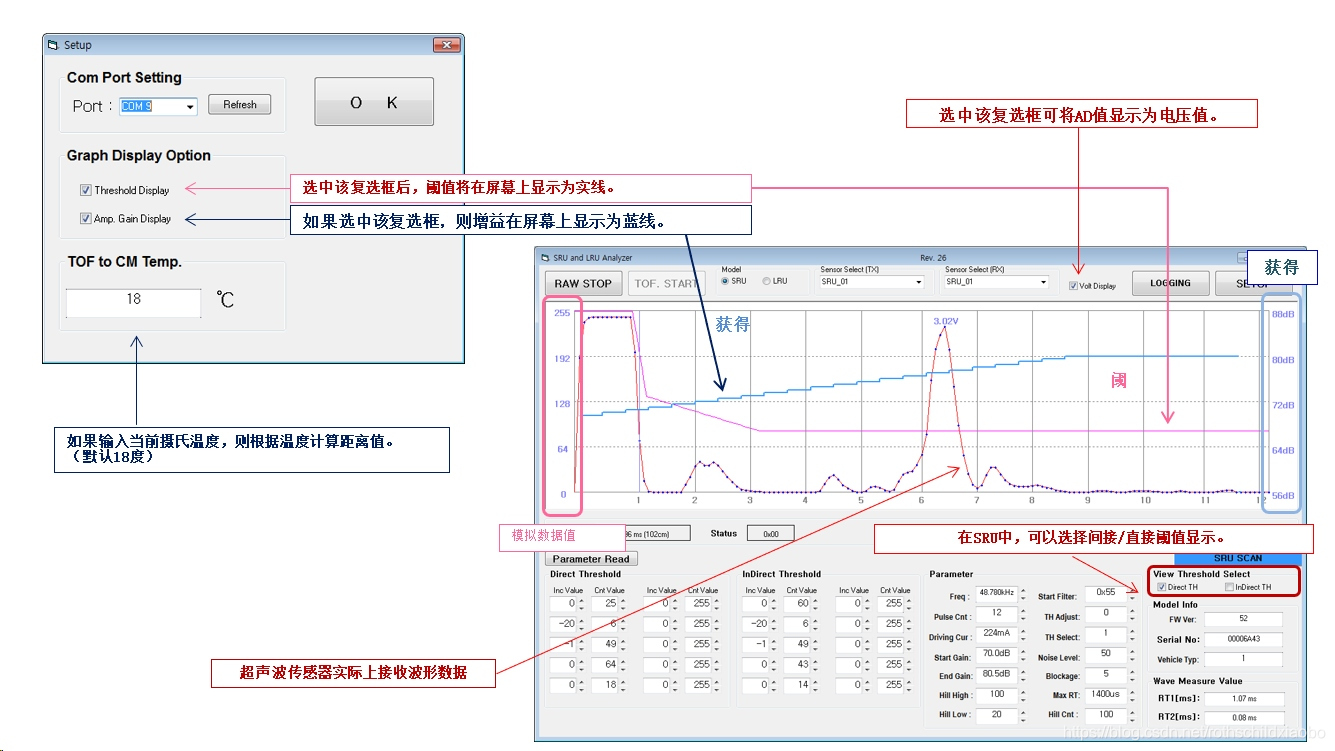 Setup
Com Port Setting
Port : COM 9 Refresh
O K
Graph Display Option
Threshold Display
Amp. Gain Display
TOF to CM Temp.
18 ℃
选中该复选框后，阈值将在屏幕上显示为实线。
如果选中该复选框，则增益在屏幕上显示为蓝线。
如果输入当前摄氏温度，则根据温度计算距离值。
（默认18度）
选中该复选框可将AD值显示为电压值。
SRU and LRU Analyzer Rev. 26
获得
RAW STOP TOF. START
Model
SRU LRU
Sensor Select (TX)
SRU_01
Sensor Select (RX)
SRU_01
Volt Display
LOGGING
255
192
128
64
0
获得
3.02V
阈
88dB
80dB
72dB
64dB
56dB
1 2 3 4 5 6 7 8 9 10 11 12
模拟数据值
ms (102cm)
Status 0x00
在SRU中，可以选择间接/直接阈值显示。
SRU SCAN
Parameter Read
Direct Threshold
Inc Value Cnt Value Inc Value Cnt Value
0 25 0 255
-20 6 0 255
-1 49 0 255
0 64 0 255
0 18 0 255
InDirect Threshold
Inc Value Cnt Value Inc Value Cnt Value
0 60 0 255
-20 6 0 255
-1 49 0 255
0 43 0 255
0 14 0 255
Parameter
Freq : 48.780kHz
Pulse Cnt : 12
Driving Cur : 224mA
Start Gain: 70.0dB
End Gain: 80.5dB
Hill High : 100
Hill Low : 20
Start Filter: 0x55
TH Adjust: 0
TH Select: 1
Noise Level: 50
Blockage: 5
Max RT: 1400us
Hill Cnt : 100
View Threshold Select
Direct TH InDirect TH
Model Info
FW Ver: 52
Serial No: 00006A43
Vehicle Typ: 1
Wave Measure Value
RT1[ms]: 1.07 ms
RT2[ms]: 0.08 ms
超声波传感器实际上接收波形数据
https://blog.csdn.net/rothschildxiaobo